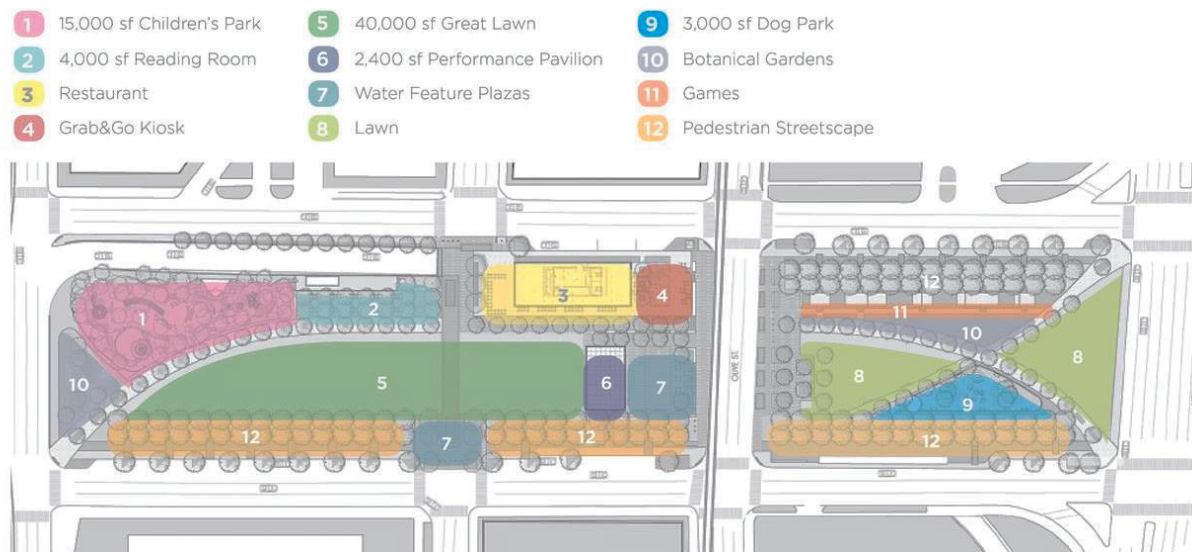 1 15,000 sf Children's Park
2 4,000 sf Reading Room
3 Restaurant
4 Grab&Go Kiosk
5 40,000 sf Great Lawn
6 2,400 sf Performance Pavilion
7 Water Feature Plazas
8 Lawn
9 3,000 sf Dog Park
10 Botanical Gardens
11 Games
12 Pedestrian Streetscape
12
1
2
3
4
11
10
10
5
6
7
OLIVE ST.
8
8
9
12
7
12
12